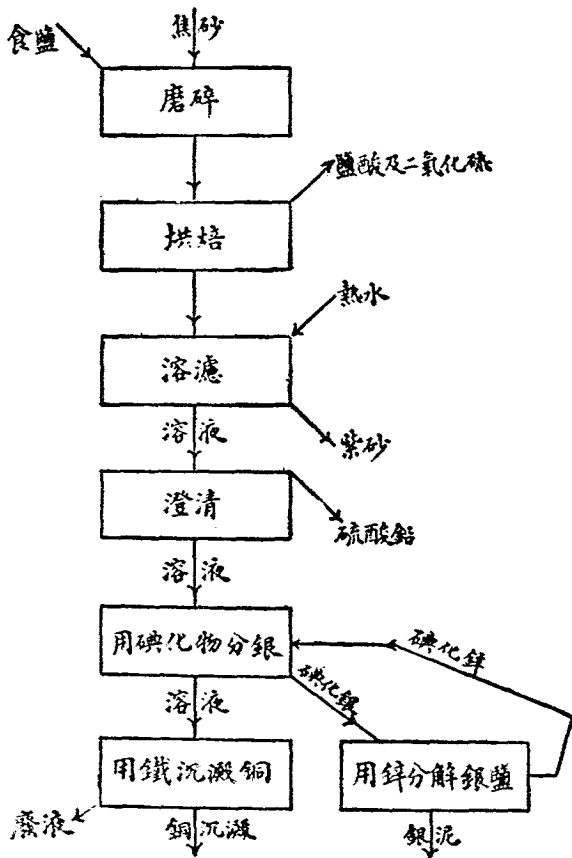 焦砂
食鹽
磨碎
鹽酸及二氧化硫
烘焙
熱水
溶濾
溶液
紫砂
澄清
硫酸鉛
溶液
用碘化物分銀
碘化鋅
碘化銀
溶液
用鐵沉澱銅
用鋅分解銀鹽
廢液
銅沉澱
銀泥